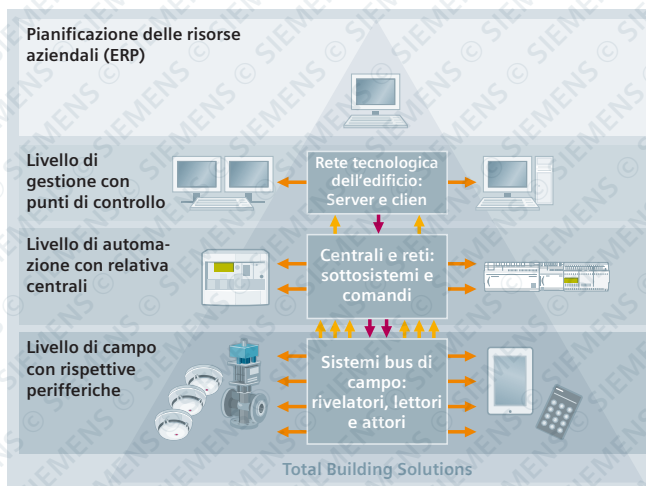 Pianificazione delle risorse
aziendali (ERP)
Livello di
gestione con
punti di controllo
Rete tecnologica
dell'edificio:
Server e clien
Livello di automa-
zione con relativa
centrali
Centrali e reti:
sottosistemi e
comandi
Livello di campo
con rispettive
perifferiche
Sistemi bus di
campo:
rivelatori, lettori
e attori
Total Building Solutions
SIEMENS ©